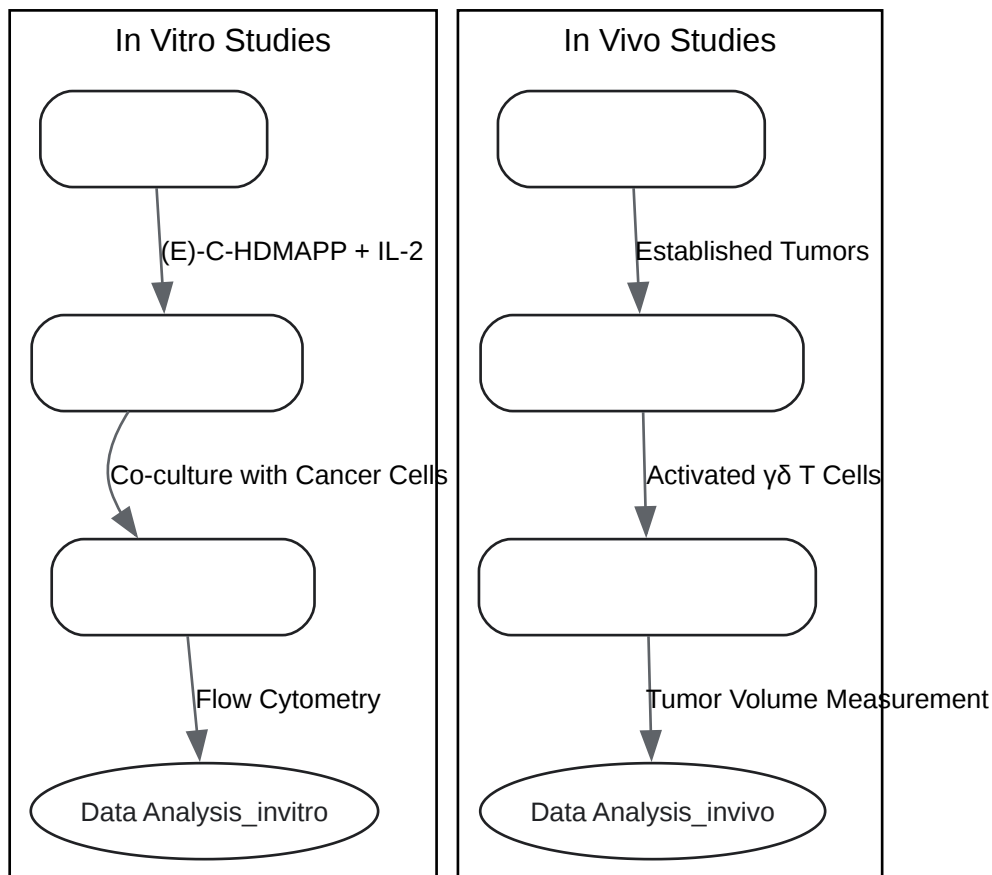 In Vitro Studies
(E)-C-HDMAPP + IL-2
Co-culture with Cancer Cells
Flow Cytometry
Data Analysis_invitro
In Vivo Studies
Established Tumors
Activated γδ T Cells
Tumor Volume Measurement
Data Analysis_invivo